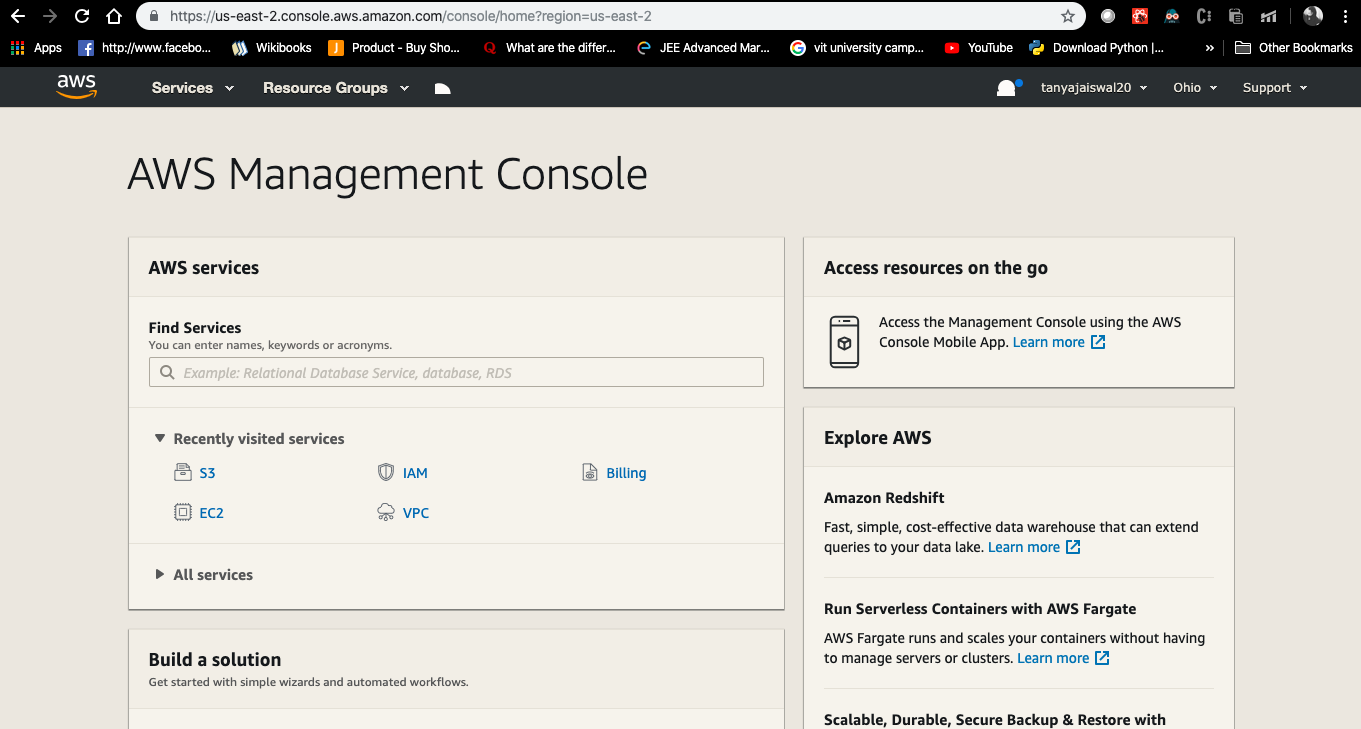 https://us-east-2.console.aws.amazon.com/console/home?region=us-east-2
Apps http://www.facebo... Wikibooks Product - Buy Sho... What are the differ... JEE Advanced Mar... vit university camp... YouTube Download Python |... » Other Bookmarks
aws Services Resource Groups tanyajaiswal20 Ohio Support
AWS Management Console
AWS services
Find Services
You can enter names, keywords or acronyms.
Example: Relational Database Service, database, RDS
Recently visited services
S3 IAM Billing
EC2 VPC
All services
Build a solution
Get started with simple wizards and automated workflows.
Access resources on the go
Access the Management Console using the AWS
Console Mobile App. Learn more
Explore AWS
Amazon Redshift
Fast, simple, cost-effective data warehouse that can extend
queries to your data lake. Learn more
Run Serverless Containers with AWS Fargate
AWS Fargate runs and scales your containers without having
to manage servers or clusters. Learn more
Scalable, Durable, Secure Backup & Restore with